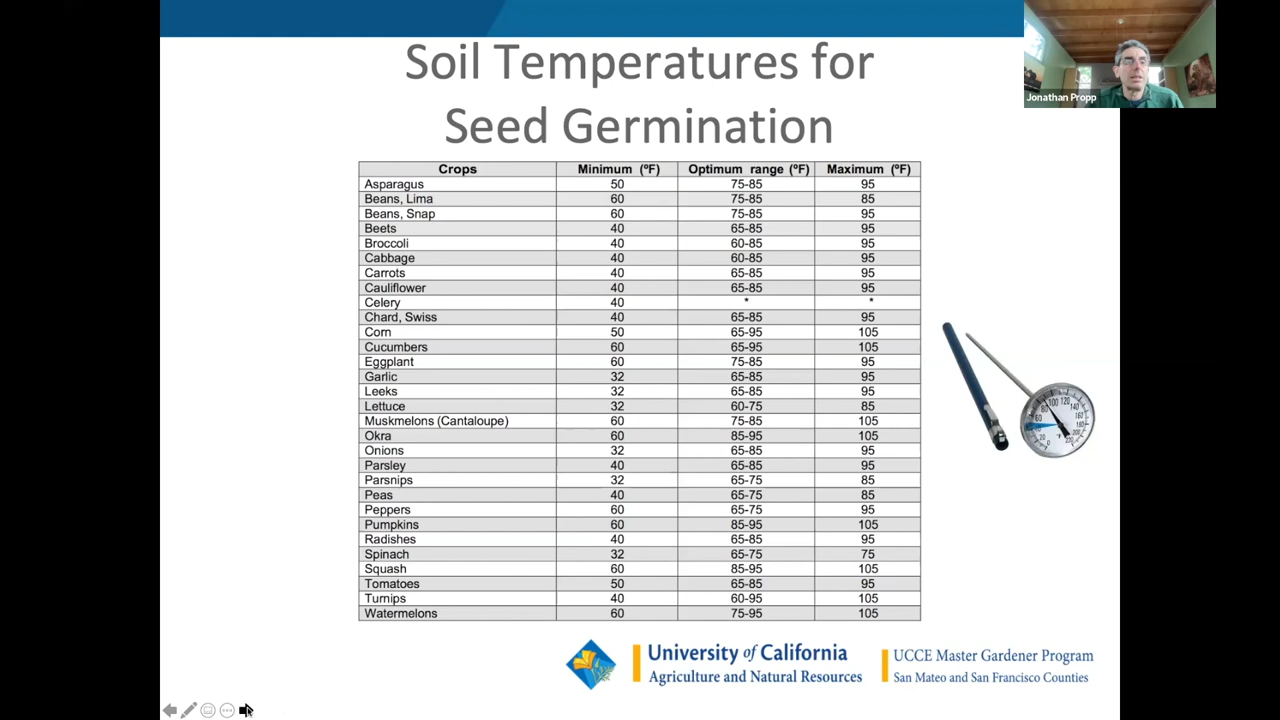 Soil Temperatures for
Seed Germination
Jonathan Propp
Crops Minimum (ºF) Optimum range (ºF) Maximum (ºF)
Asparagus 50 75-85 95
Beans, Lima 60 75-85 85
Beans, Snap 60 75-85 95
Beets 40 65-85 95
Broccoli 40 60-85 95
Cabbage 40 60-85 95
Carrots 40 65-85 95
Cauliflower 40 65-85 95
Celery 40 * *
Chard, Swiss 40 65-85 95
Corn 50 65-95 105
Cucumbers 60 65-95 105
Eggplant 60 75-85 95
Garlic 32 65-85 95
Leeks 32 65-85 95
Lettuce 32 60-75 85
Muskmelons (Cantaloupe) 60 75-85 105
Okra 60 85-95 105
Onions 32 65-85 95
Parsley 40 65-85 95
Parsnips 32 65-75 85
Peas 40 65-75 85
Peppers 60 65-75 95
Pumpkins 60 85-95 105
Radishes 40 65-85 95
Spinach 32 65-75 75
Squash 60 85-95 105
Tomatoes 50 65-85 95
Turnips 40 60-95 105
Watermelons 60 75-95 105
University of California
Agriculture and Natural Resources
UCCE Master Gardener Program
San Mateo and San Francisco Counties